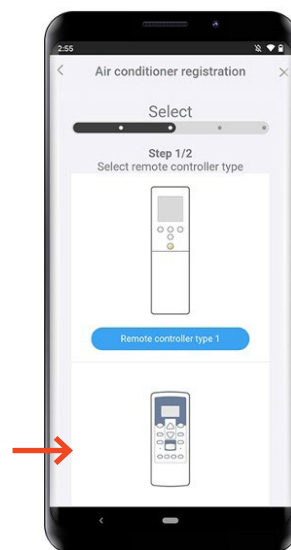 2:55
Air conditioner registration
Select
Step 1/2
Select remote controller type
Remote controller type 1